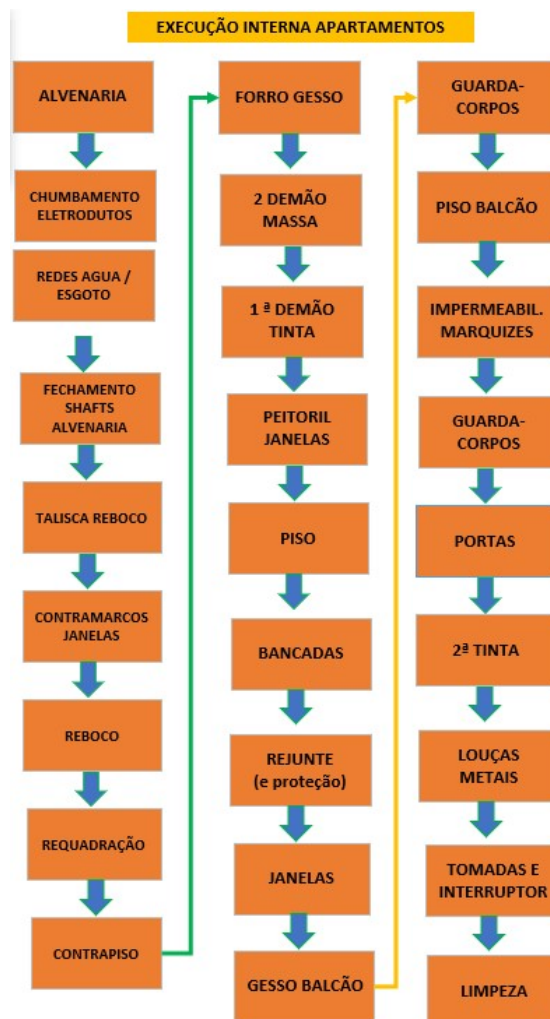 EXECUÇÃO INTERNA APARTAMENTOS
ALVENARIA
CHUMBAMENTO
ELETRODUTOS
REDES AGUA /
ESGOTO
FECHAMENTO
SHAFTS
ALVENARIA
TALISCA REBOCO
CONTRAMARCOS
JANELAS
REBOCO
REQUADRAÇÃO
CONTRAPISO
FORRO GESSO
2 DEMÃO
MASSA
1 ª DEMÃO
TINTA
PEITORIL
JANELAS
PISO
BANCADAS
REJUNTE
(e proteção)
JANELAS
GESSO BALCÃO
GUARDA-
CORPOS
PISO BALCÃO
IMPERMEABIL.
MARQUIZES
GUARDA-
CORPOS
PORTAS
2ª TINTA
LOUÇAS
METAIS
TOMADAS E
INTERRUPTOR
LIMPEZA